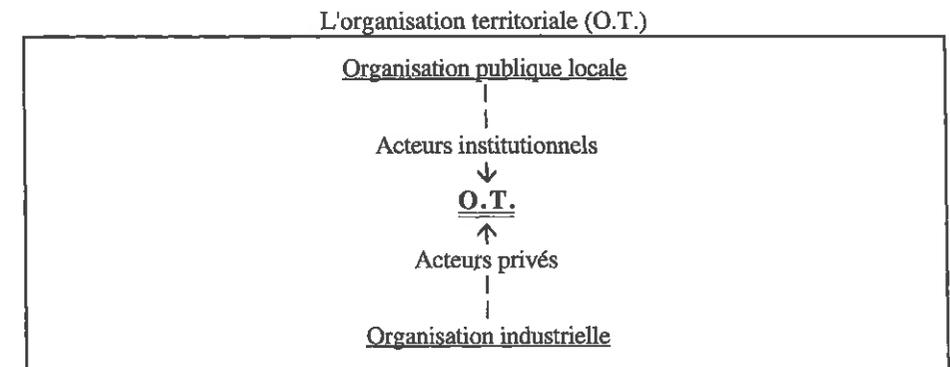 L'organisation territoriale (O.T.)
Organisation publique locale
Acteurs institutionnels
O.T.
Acteurs privés
Organisation industrielle